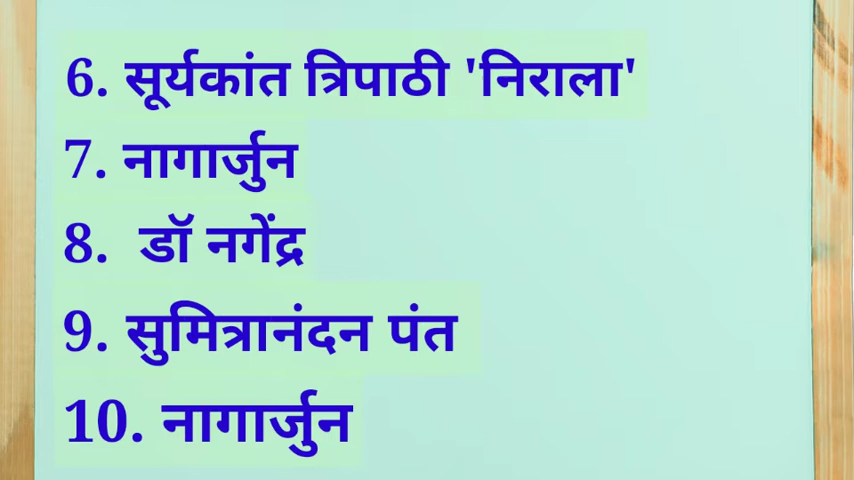 6. सूर्यकांत त्रिपाठी 'निराला'
7. नागार्जुन
8. डॉ नगेंद्र
9. सुमित्रानंदन पंत
10. नागार्जुन